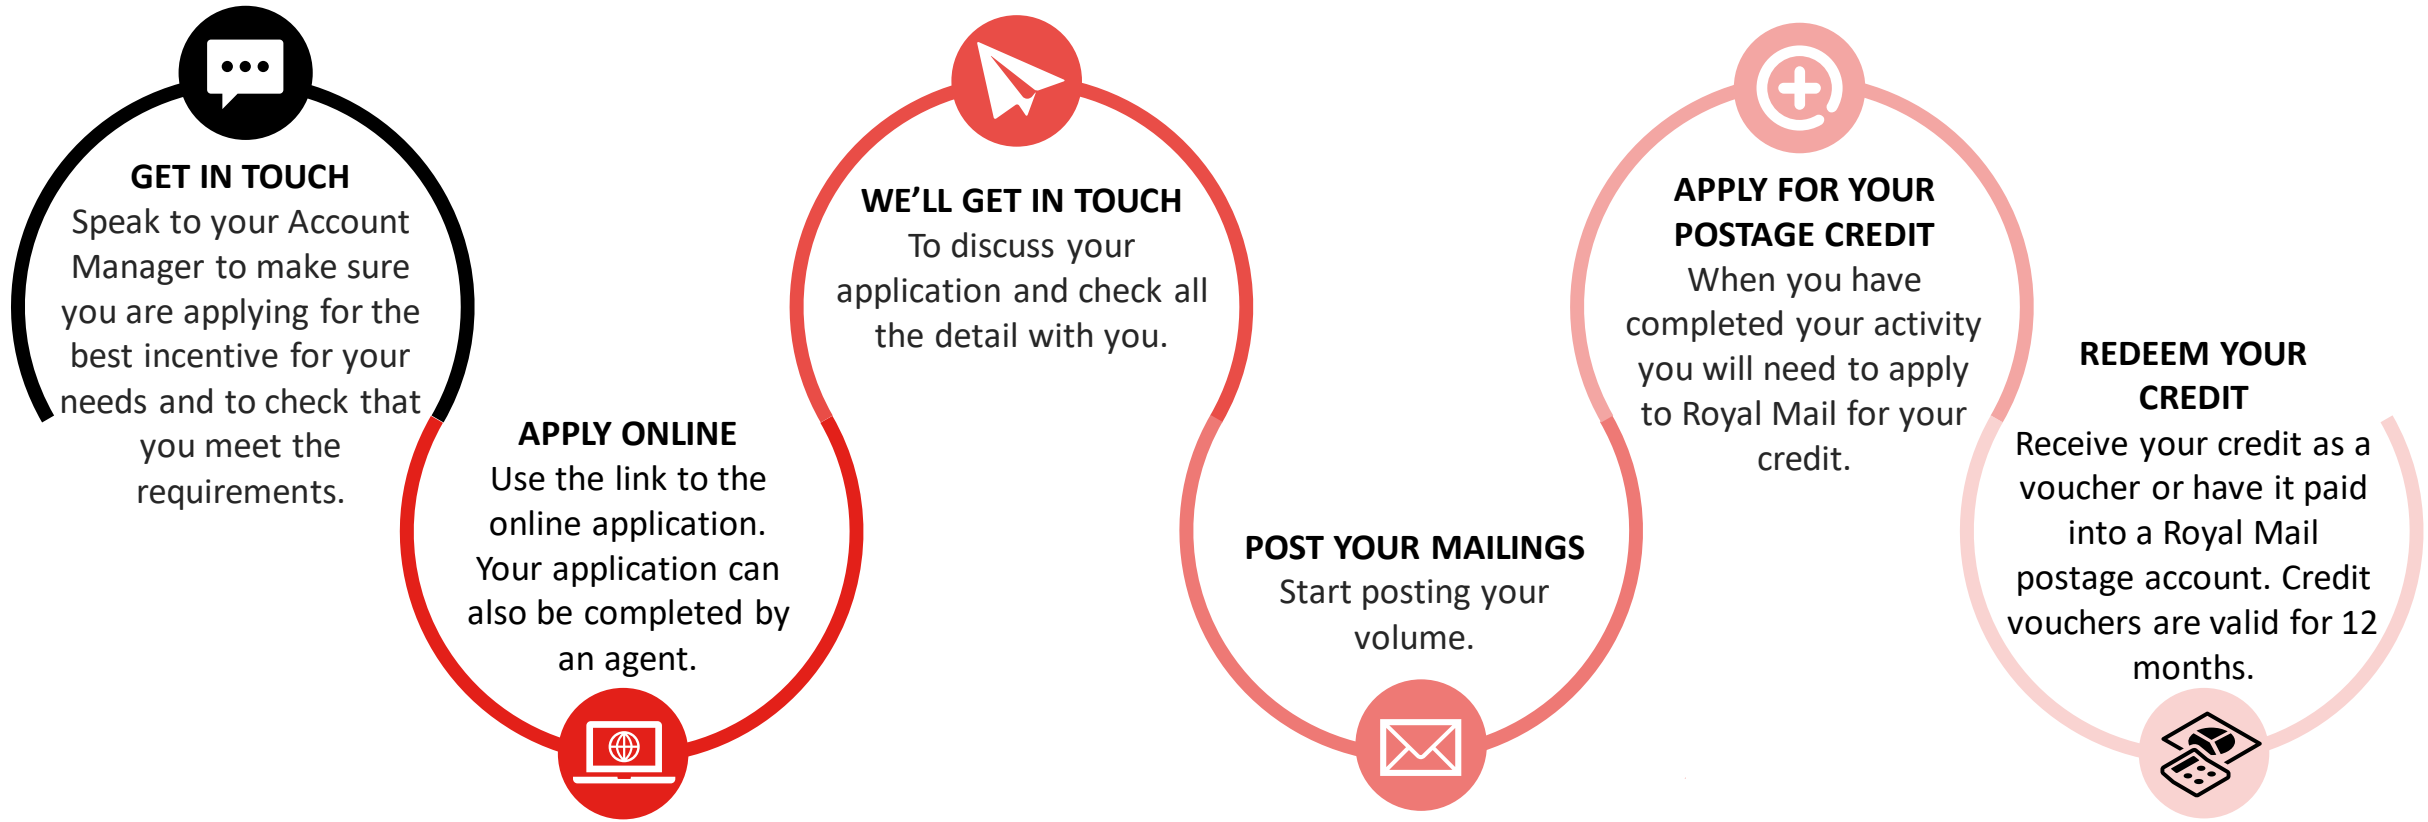 GET IN TOUCH
Speak to your Account
Manager to make sure
you are applying for the
best incentive for your
needs and to check that
you meet the
requirements.
APPLY ONLINE
Use the link to the
online application.
Your application can
also be completed by
an agent.
WE’LL GET IN TOUCH
To discuss your
application and check all
the detail with you.
POST YOUR MAILINGS
Start posting your
volume.
APPLY FOR YOUR
POSTAGE CREDIT
When you have
completed your activity
you will need to apply
to Royal Mail for your
credit.
REDEEM YOUR
CREDIT
Receive your credit as a
voucher or have it paid
into a Royal Mail
postage account. Credit
vouchers are valid for 12
months.